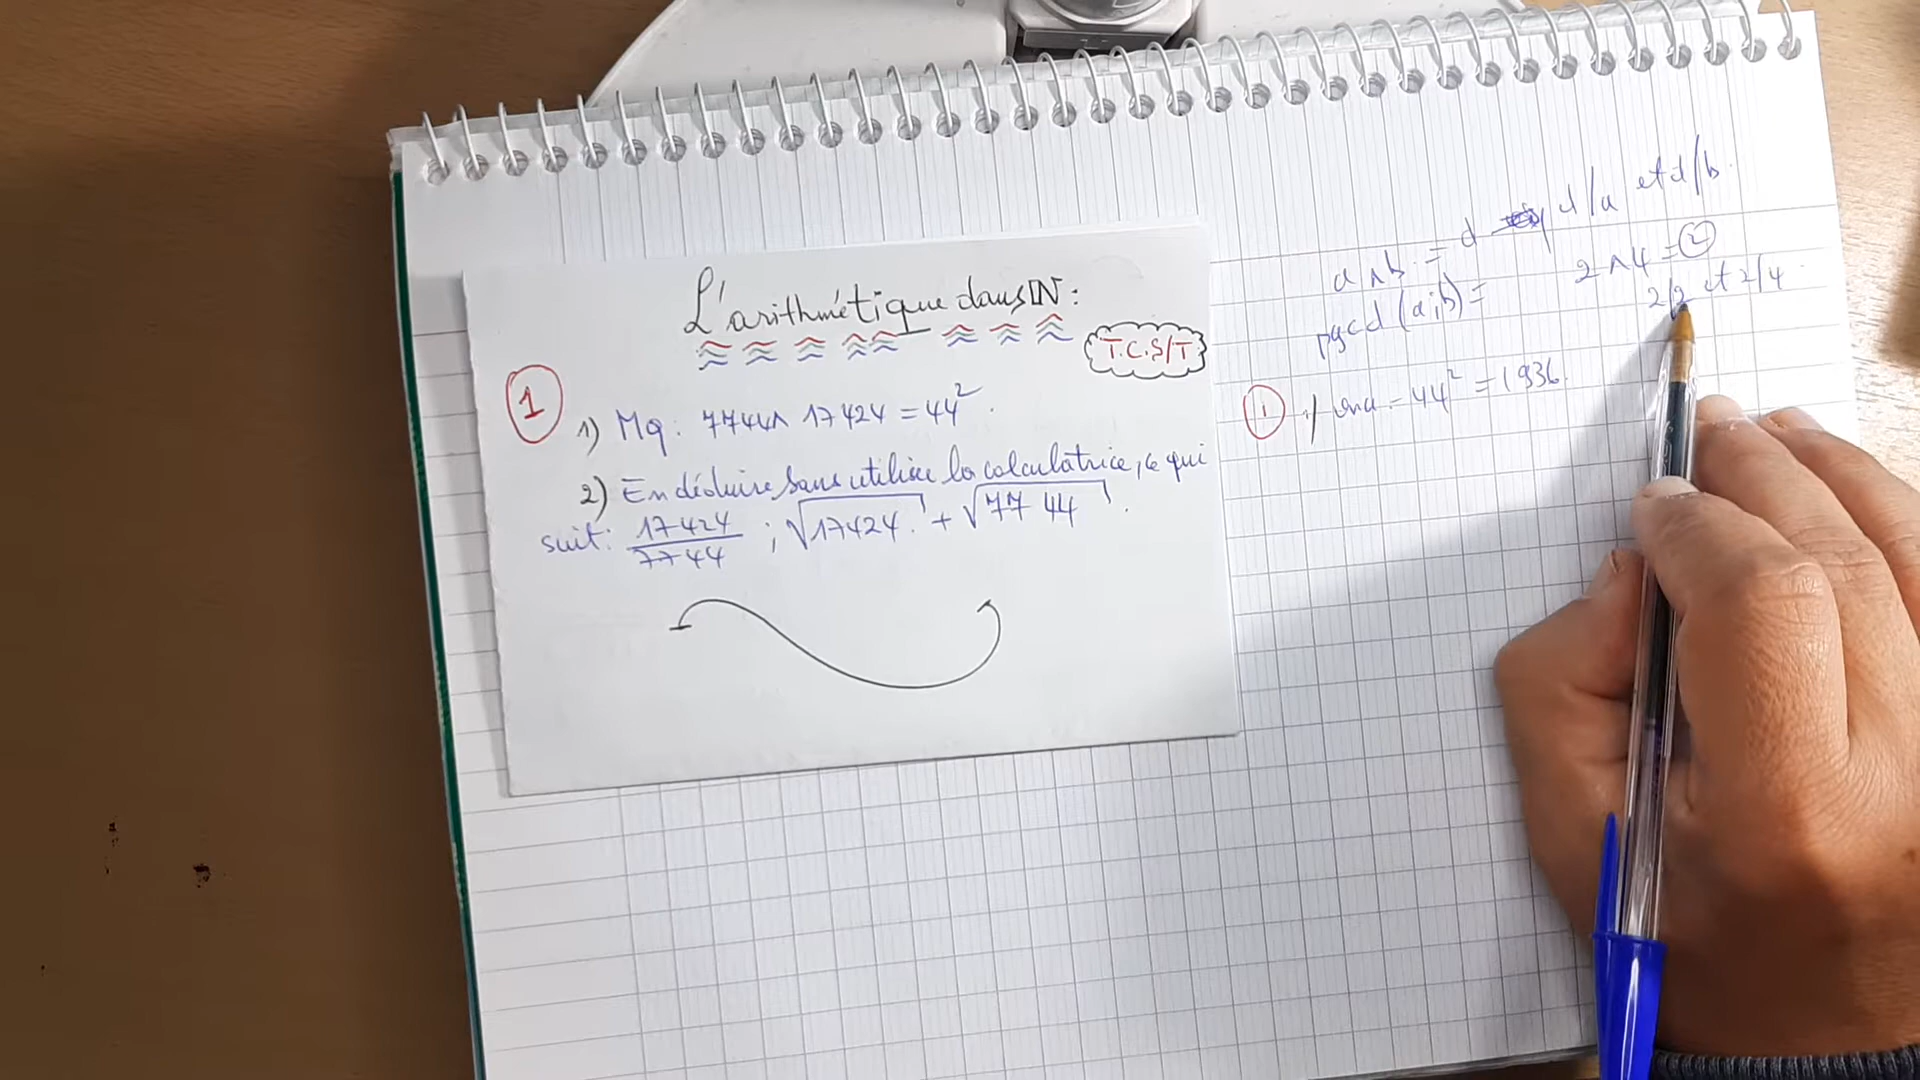 L'arithmétique dans IN :
T.C.S/T
1
1) Mq : 7744 ∧ 17424 = 44².
2) En déduire sans utiliser la calculatrice, ce qui
suit : 17424/7744 ; √17424 + √7744.
a ∧ b = d d/a et d/b.
pgcd (a;b) = 2 ∧ 4 = 2
2/2 et 2/4
1 1) on a - 44² = 1936.